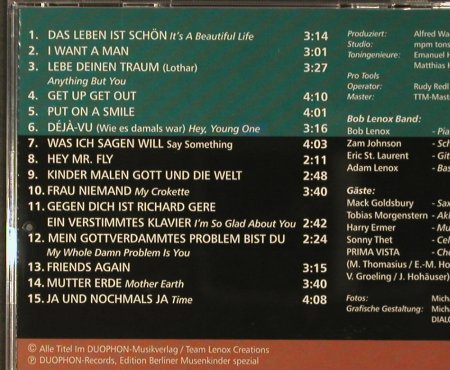 1. DAS LEBEN IST SCHÖN It's A Beautiful Life 3:14
2. I WANT A MAN 3:01
3. LEBE DEINEN TRAUM (Lothar) 3:27
Anything But You
4. GET UP GET OUT 4:10
5. PUT ON A SMILE 4:01
6. DÉJÀ-VU (Wie es damals war) Hey, Young One 3:16
7. WAS ICH SAGEN WILL Say Something 4:03
8. HEY MR. FLY 2:11
9. KINDER MALEN GOTT UND DIE WELT 2:48
10. FRAU NIEMAND My Crokette 3:40
11. GEGEN DICH IST RICHARD GERE
EIN VERSTIMMTES KLAVIER I'm So Glad About You 2:42
12. MEIN GOTTVERDAMMTES PROBLEM BIST DU 2:24
My Whole Damn Problem Is You
13. FRIENDS AGAIN 3:15
14. MUTTER ERDE Mother Earth 3:40
15. JA UND NOCHMALS JA Time 4:08
© Alle Titel Im DUOPHON-Musikverlag / Team Lenox Creations
℗ DUOPHON-Records, Edition Berliner Musenkinder spezial
Produziert: Alfred Wa
Studio: mpm tons
Toningenieure: Emanuel H
Matthias
Pro Tools
Operator: Rudy Redl
Master: TTM-Mast
Bob Lenox Band:
Bob Lenox - Pia
Zam Johnson - Sch
Eric St. Laurent - Git
Adam Lenox - Bas
Gäste:
Mack Goldsbury - Sax
Tobias Morgenstern - Ak
Harry Ermer - Mu
Sonny Thet - Cel
PRIMA VISTA - Ch
(M. Thomasius / E.-M. Ho
V. Groeling / J. Hohäuser)
Fotos: Mich
Grafische Gestaltung: Mich
DIALO